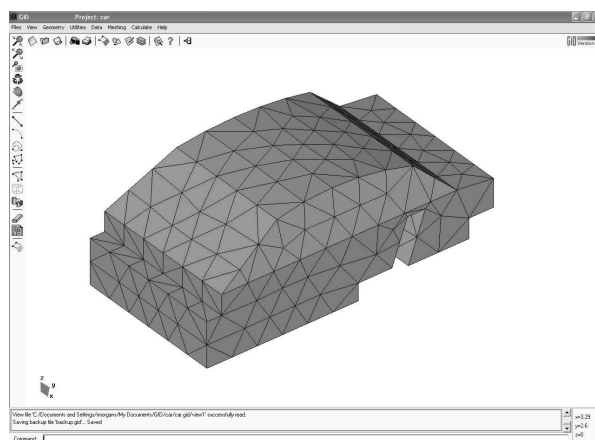 GiD Project: car
Files View Geometry Utilities Data Meshing Calculate Help
GiD Version
z
y
x
View file 'C:/Documents and Settings/morgans/My Documents/GID/car/car.gid/view1' successfully read.
Saving backup file 'backup.gid'... Saved
x=3.29
y=2.6
z=0
Command: